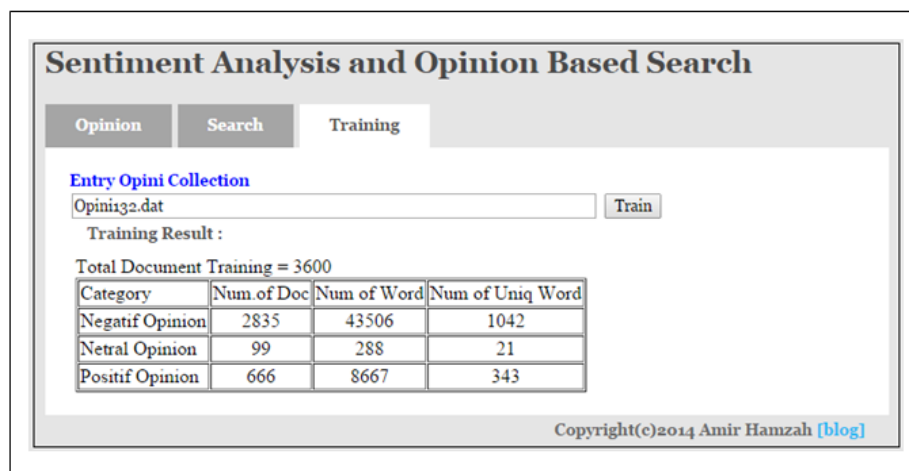 Sentiment Analysis and Opinion Based Search
Opinion Search Training
Entry Opini Collection
Opini132.dat Train
Training Result :
Total Document Training = 3600
Category Num.of Doc Num of Word Num of Uniq Word
Negatif Opinion 2835 43506 1042
Netral Opinion 99 288 21
Positif Opinion 666 8667 343
Copyright(c)2014 Amir Hamzah [blog]